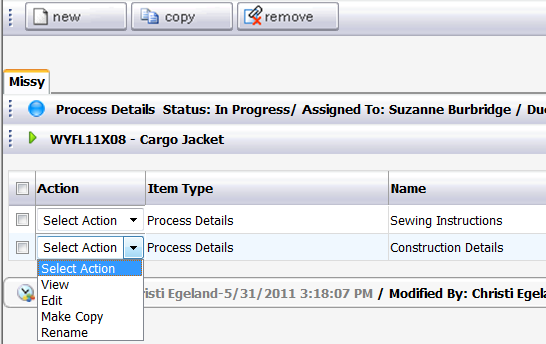 new copy remove
Missy
Process Details Status: In Progress/ Assigned To: Suzanne Burbridge / Du
WYFL11X08 - Cargo Jacket
Action Item Type Name
Select Action Process Details Sewing Instructions
Select Action Process Details Construction Details
Select Action
View
Edit
Make Copy
Rename
isti Egeland-5/31/2011 3:18:07 PM / Modified By: Christi Egel